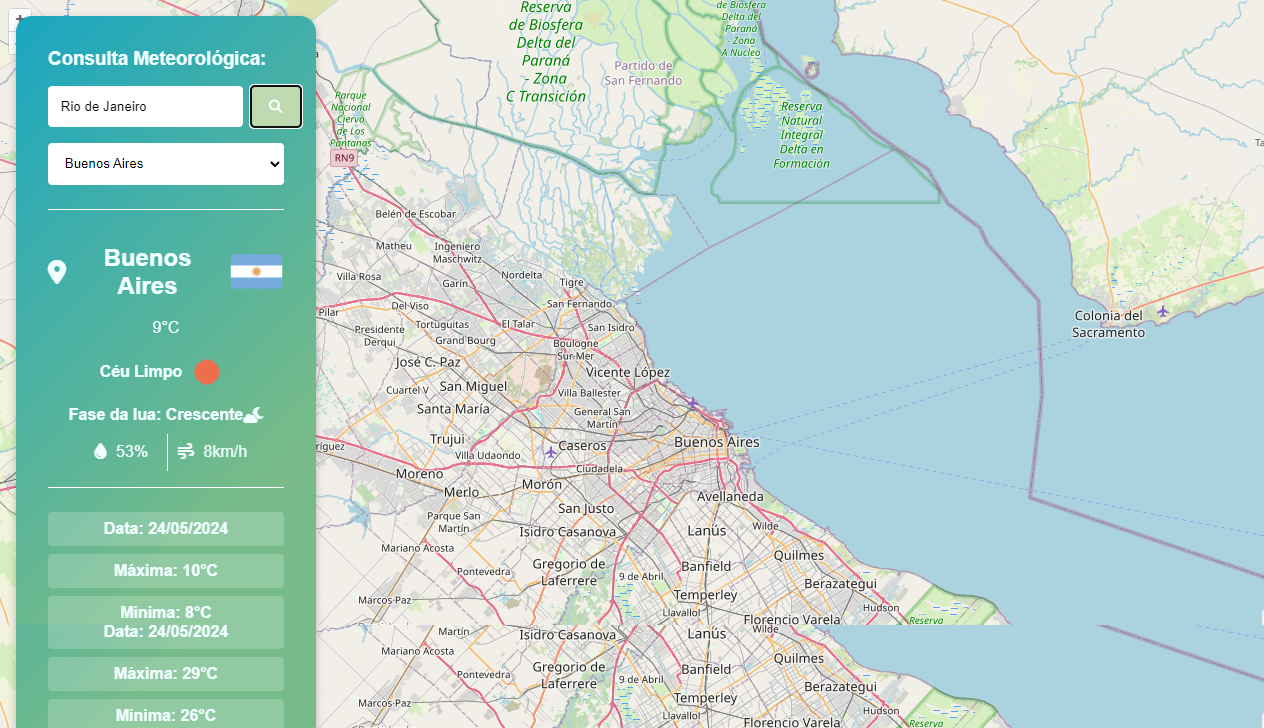 Consulta Meteorológica:
Rio de Janeiro
Buenos Aires
Buenos
Aires
9°C
Céu Limpo
Fase da lua: Crescente
53%
8km/h
Data: 24/05/2024
Máxima: 10°C
Mínima: 8°C
Data: 24/05/2024
Máxima: 29°C
Mínima: 26°C
Reserva
de Biosfera
Delta del
Paraná
- Zona
C Transición
de Biosfera
Delta del
Paraná
- Zona
A Nucleo
Partido de
San Fernando
Parque
Nacional
Ciervo
de Los
Pantanos
RN9
Reserva
Natural
Integral
Delta en
Formación
Belén de Escobar
Matheu
Ingeniero
Maschwitz
Villa Rosa
Garín
Nordelta
Tigre
Pilar
Del Viso
San Fernando
Presidente
Derqui
Tortuguitas
El Talar
San Isidro
Grand Bourg
Boulogne
Sur Mer
José C. Paz
Vicente López
Cuartel V
San Miguel
Villa Ballester
Santa María
General San
Martín
Trujui
Caseros
Buenos Aires
Villa Udaondo
Ciudadela
Moreno
Morón
Merlo
Avellaneda
San Justo
Parque San
Martín
Isidro Casanova
Lanús
Wilde
Mariano Acosta
Quilmes
Gregorio de
Laferrere
Banfield
Pontevedra
9 de Abril
Berazategui
Temperley
Marcos Paz
Llavallol
Hudson
Florencio Varela
Reserva
Colonia del
Sacramento
Martín
Isidro Casanova
Lanús
Wilde
Mariano Acosta
Quilmes
Gregorio de
Laferrere
Banfield
Pontevedra
9 de Abril
Berazategui
Temperley
Marcos Paz
Llavallol
Hudson
Florencio Varela
Reserva